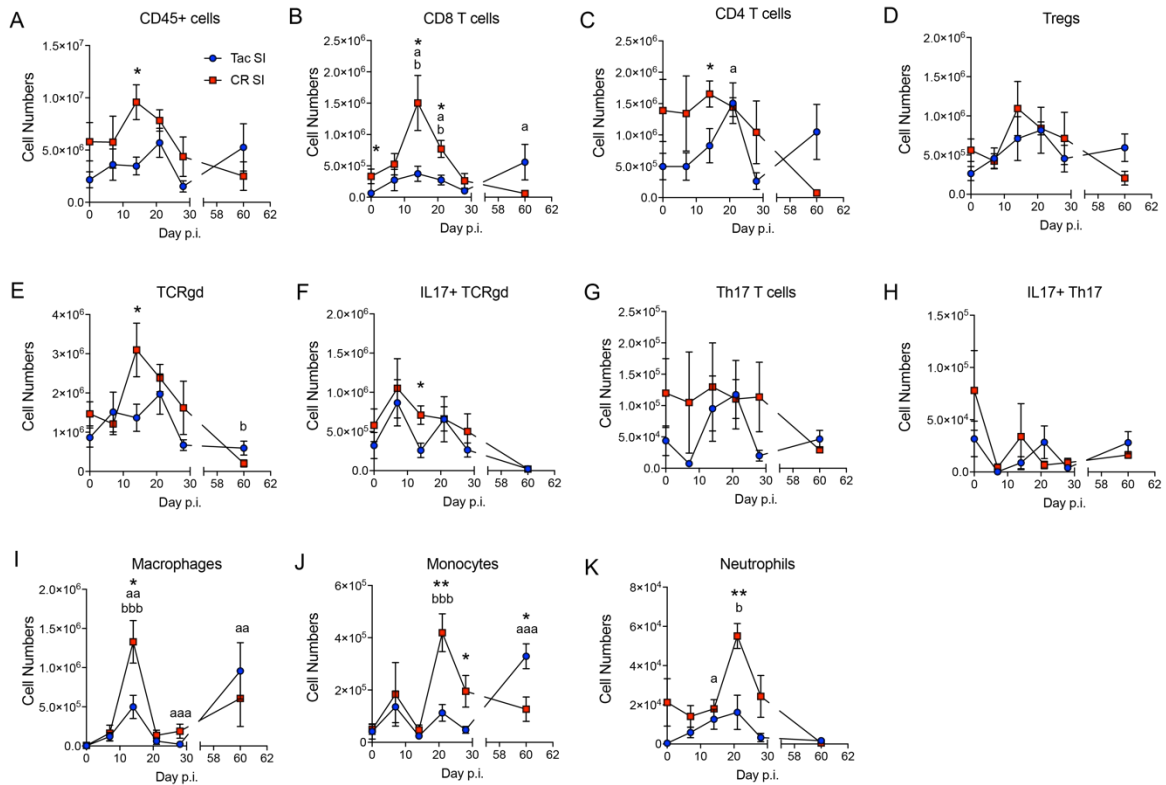 A
CD45+ cells
Cell Numbers
1.5×10⁷
1.0×10⁷
5.0×10⁶
0.0
*
Tac SI
CR SI
0 10 20 30 58 60 62
Day p.i.
B
CD8 T cells
Cell Numbers
2.5×10⁶
2.0×10⁶
1.5×10⁶
1.0×10⁶
5.0×10⁵
0.0
*
*
a
b
*
a
b
a
0 10 20 30 58 60 62
Day p.i.
C
CD4 T cells
Cell Numbers
2.5×10⁶
2.0×10⁶
1.5×10⁶
1.0×10⁶
5.0×10⁵
0.0
* a
0 10 20 30 58 60 62
Day p.i.
D
Tregs
Cell Numbers
2.0×10⁶
1.5×10⁶
1.0×10⁶
5.0×10⁵
0.0
0 10 20 30 58 60 62
Day p.i.
E
TCRgd
Cell Numbers
4×10⁶
3×10⁶
2×10⁶
1×10⁶
0
*
b
0 10 20 30 58 60 62
Day p.i.
F
IL17+ TCRgd
Cell Numbers
2.0×10⁶
1.5×10⁶
1.0×10⁶
5.0×10⁵
0.0
*
0 10 20 30 58 60 62
Day p.i.
G
Th17 T cells
Cell Numbers
2.5×10⁵
2.0×10⁵
1.5×10⁵
1.0×10⁵
5.0×10⁴
0.0
0 10 20 30 58 60 62
Day p.i.
H
IL17+ Th17
Cell Numbers
1.5×10⁵
1.0×10⁵
5.0×10⁴
0.0
0 10 20 30 58 60 62
Day p.i.
I
Macrophages
Cell Numbers
2.0×10⁶
1.5×10⁶
1.0×10⁶
5.0×10⁵
0.0
*
aa
bbb
aaa
aa
0 10 20 30 58 60 62
Day p.i.
J
Monocytes
Cell Numbers
6×10⁵
4×10⁵
2×10⁵
0
**
bbb
*
*
aaa
0 10 20 30 58 60 62
Day p.i.
K
Neutrophils
Cell Numbers
8×10⁴
6×10⁴
4×10⁴
2×10⁴
0
a
**
b
0 10 20 30 58 60 62
Day p.i.